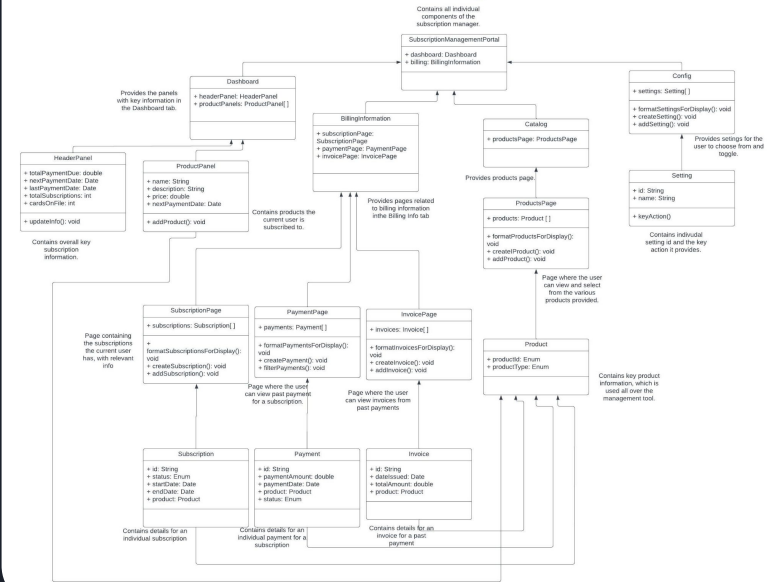 Contains all individual
components of the
subscription manager.
SubscriptionManagementPortal
+ dashboard: Dashboard
+ billing: BillingInformation
Dashboard
+ headerPanel: HeaderPanel
+ productPanels: ProductPanel[ ]
Provides the panels
with key information in
the Dashboard tab.
Config
+ settings: Setting[ ]
+ formatSettingsForDisplay(): void
+ createSetting(): void
+ addSetting(): void
BillingInformation
+ subscriptionPage:
SubscriptionPage
+ paymentPage: PaymentPage
+ invoicePage: InvoicePage
Catalog
+ productsPage: ProductsPage
Provides setings for the
user to choose from and
toggle.
HeaderPanel
+ totalPaymentDue: double
+ nextPaymentDate: Date
+ lastPaymentDate: Date
+ totalSubscriptions: int
+ cardsOnFile: int
+ updateInfo(): void
ProductPanel
+ name: String
+ description: String
+ price: double
+ nextPaymentDate: Date
+ addProduct(): void
Provides products page.
Setting
+ id: String
+ name: String
+ keyAction()
Provides pages related
to billing information
inthe Billing Info tab
ProductsPage
+ products: Product [ ]
+ formatProductsForDisplay():
void
+ createIProduct(): void
+ addProduct(): void
Contains products the
current user is
subscribed to.
Contains overall key
subscription
information.
Contains indivudal
setting id and the key
action it provides.
Page where the user
can view and select
from the various
products provided.
SubscriptionPage
+ subscriptions: Subscription[ ]
+
formatSubscriptionsForDisplay():
void
+ createSubscription(): void
+ addSubscription(): void
PaymentPage
+ payments: Payment[ ]
+ formatPaymentsForDisplay():
void
+ createPayment(): void
+ filterPayments(): void
InvoicePage
+ invoices: Invoice[ ]
+ formatInvoicesForDisplay():
void
+ createInvoice(): void
+ addInvoice(): void
Page containing
the subscriptions
the current user
has, with relevant
info
Product
+ productId: Enum
+ productType: Enum
Contains key product
information, which is
used all over the
management tool.
Page where the user
can view past payment
for a subscription.
Page where the user
can view invoices from
past payments
Subscription
+ id: String
+ status: Enum
+ startDate: Date
+ endDate: Date
+ product: Product
Payment
+ id: String
+ paymentAmount: double
+ paymentDate: Date
+ product: Product
+ status: Enum
Invoice
+ id: String
+ dateIssued: Date
+ totalAmount: double
+ product: Product
Contains details for an
individual subscription
Contains details for an
individual payment for a
subscription
Contains details for an
invoice for a past
payment